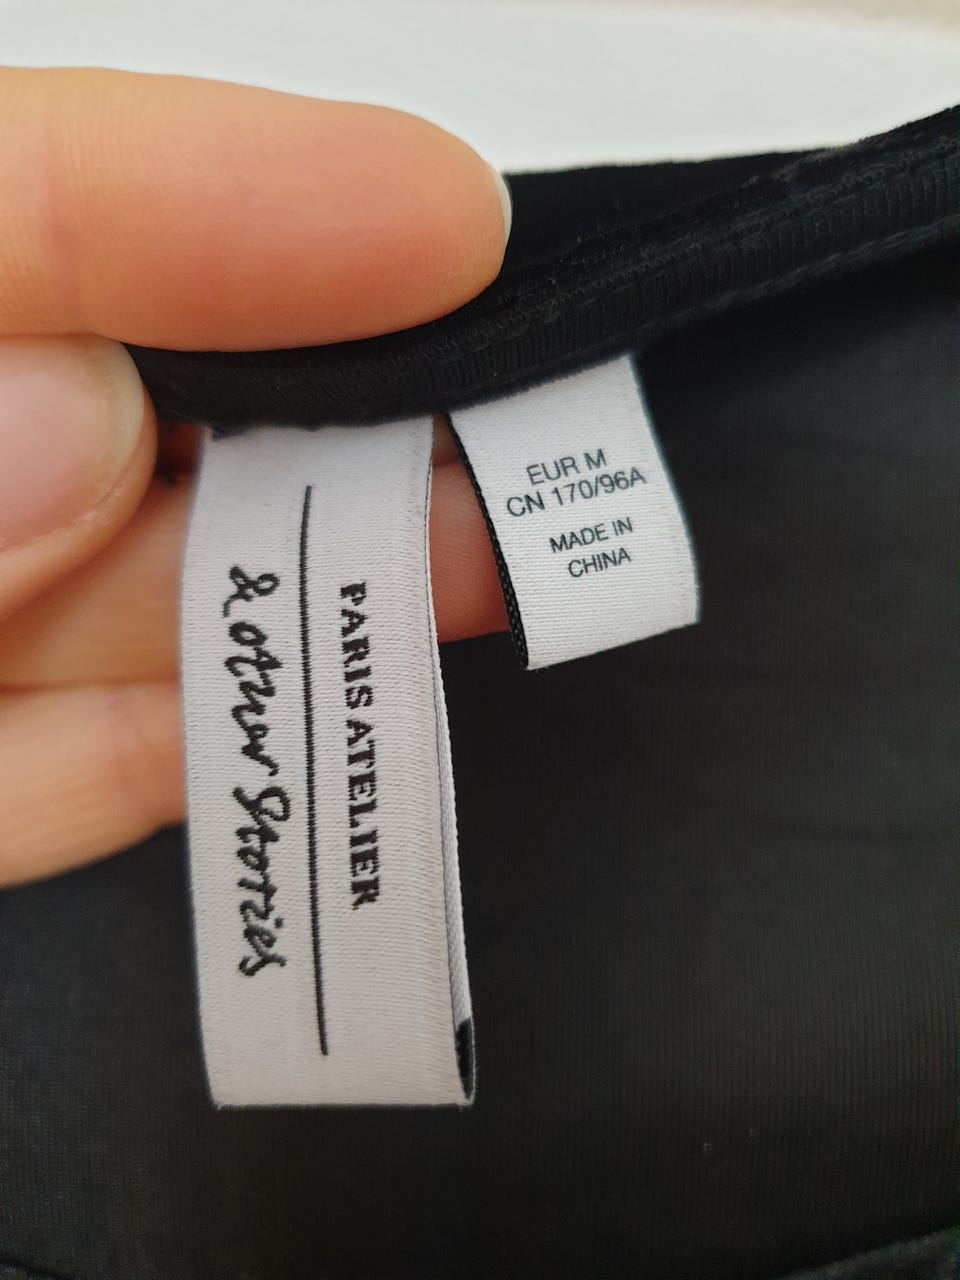 PARIS ATELIER
& other Stories
EUR M
CN 170/96A
MADE IN
CHINA